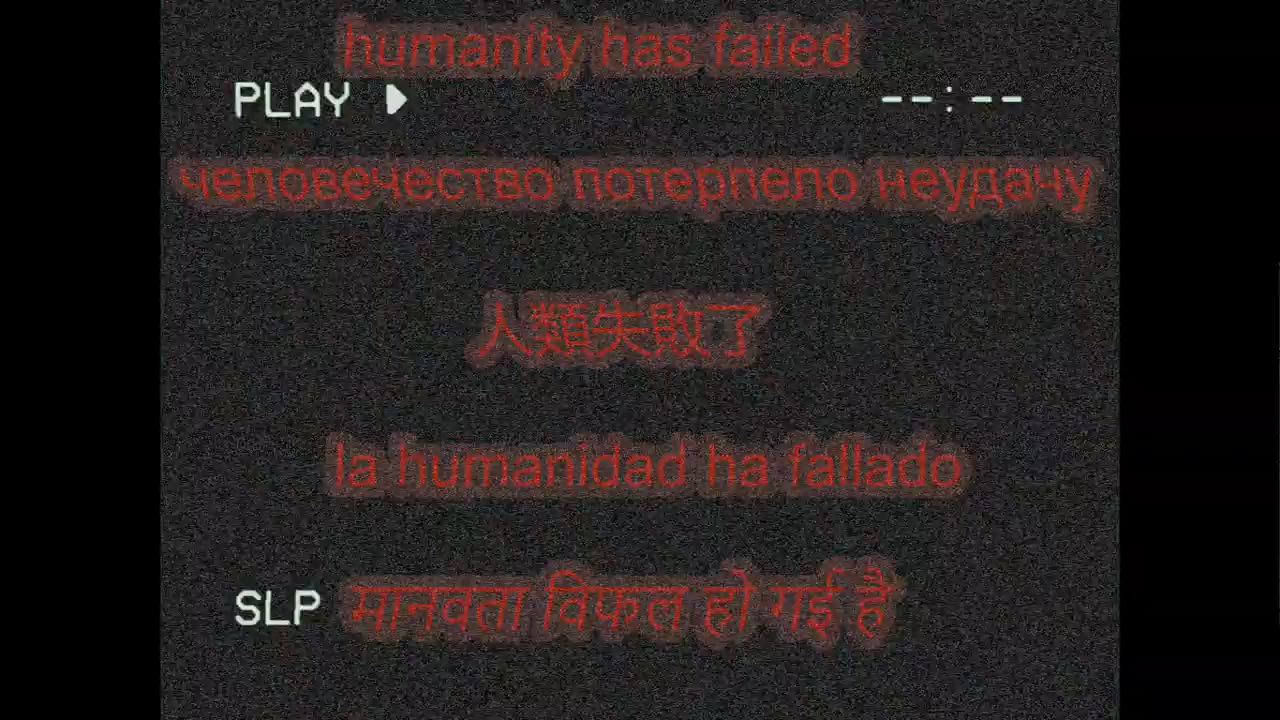 humanity has failed
PLAY ▶ --:--
человечество потерпело неудачу
人類失敗了
la humanidad ha fallado
SLP मानवता विफल हो गई है